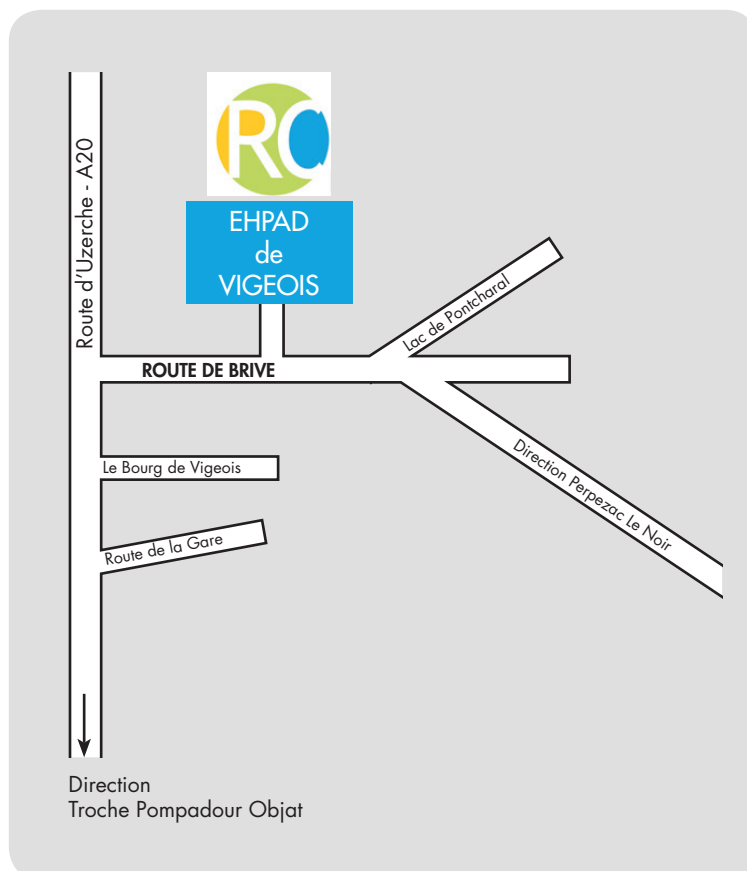 RC
EHPAD
de
VIGEOIS
Route d'Uzerche - A20
Lac de Pontcharal
ROUTE DE BRIVE
Direction Perpezac Le Noir
Le Bourg de Vigeois
Route de la Gare
Direction
Troche Pompadour Objat